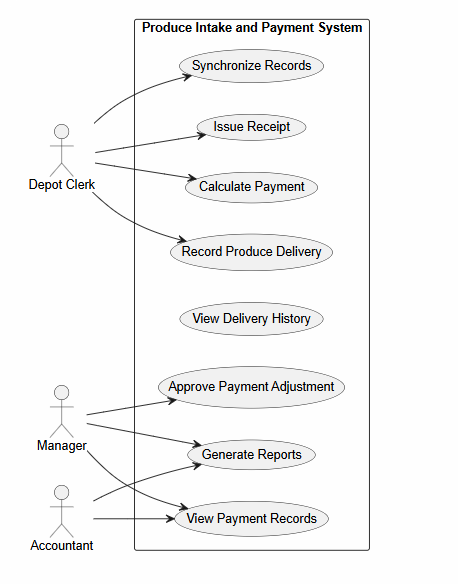 Produce Intake and Payment System
Synchronize Records
Issue Receipt
Depot Clerk
Calculate Payment
Record Produce Delivery
View Delivery History
Approve Payment Adjustment
Manager
Generate Reports
View Payment Records
Accountant